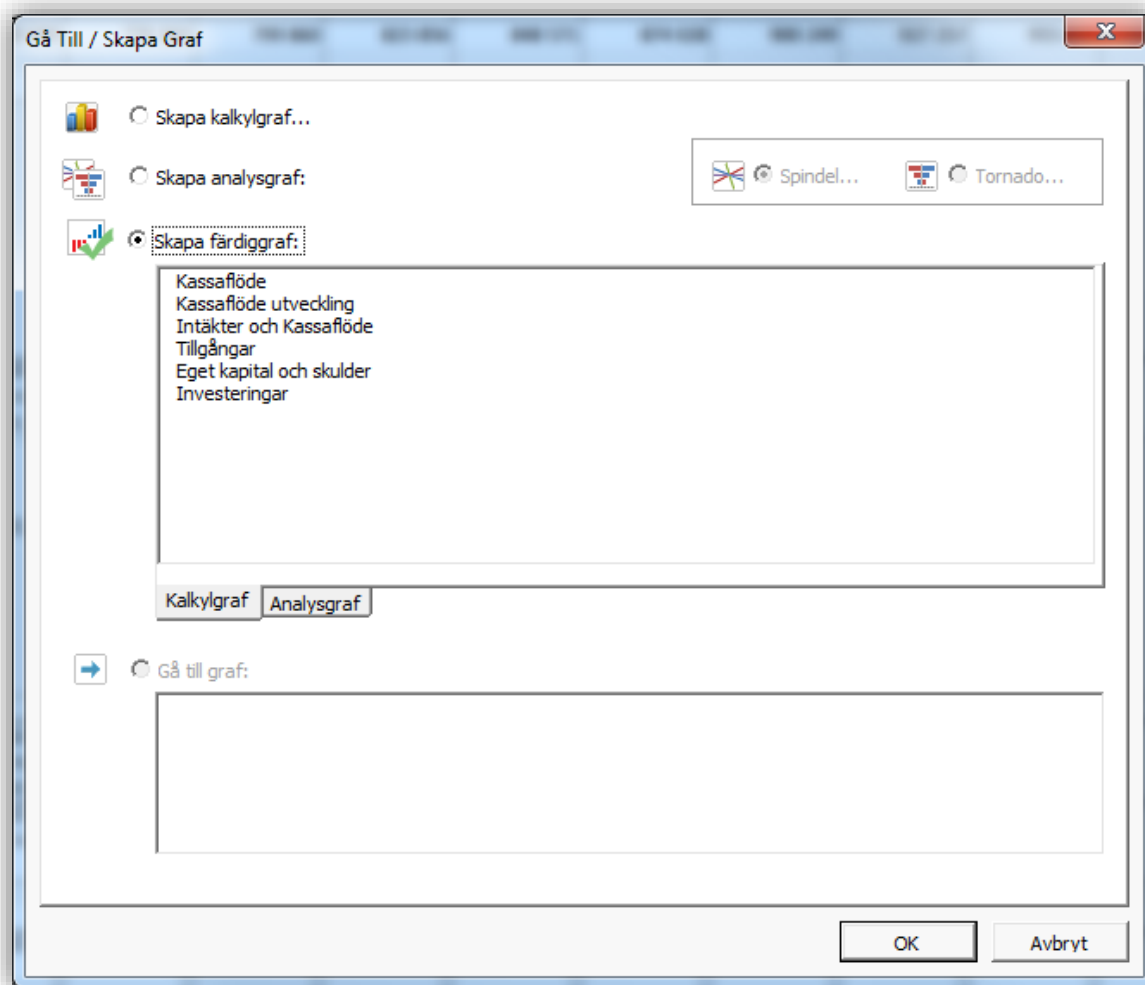 Gå Till / Skapa Graf
Skapa kalkylgraf...
Skapa analysgraf:
Spindel... Tornado...
Skapa färdiggraf:
Kassaflöde
Kassaflöde utveckling
Intäkter och Kassaflöde
Tillgångar
Eget kapital och skulder
Investeringar
Kalkylgraf Analysgraf
Gå till graf:
OK Avbryt